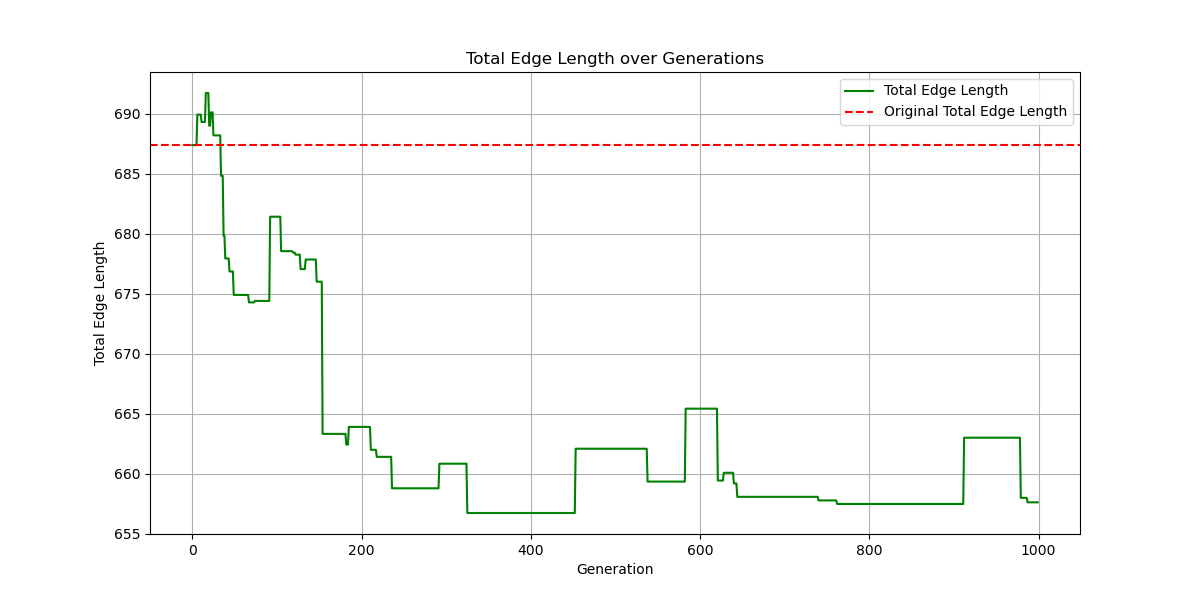 Total Edge Length over Generations
Total Edge Length
Original Total Edge Length
690
685
680
675
670
665
660
655
Total Edge Length
0 200 400 600 800 1000
Generation